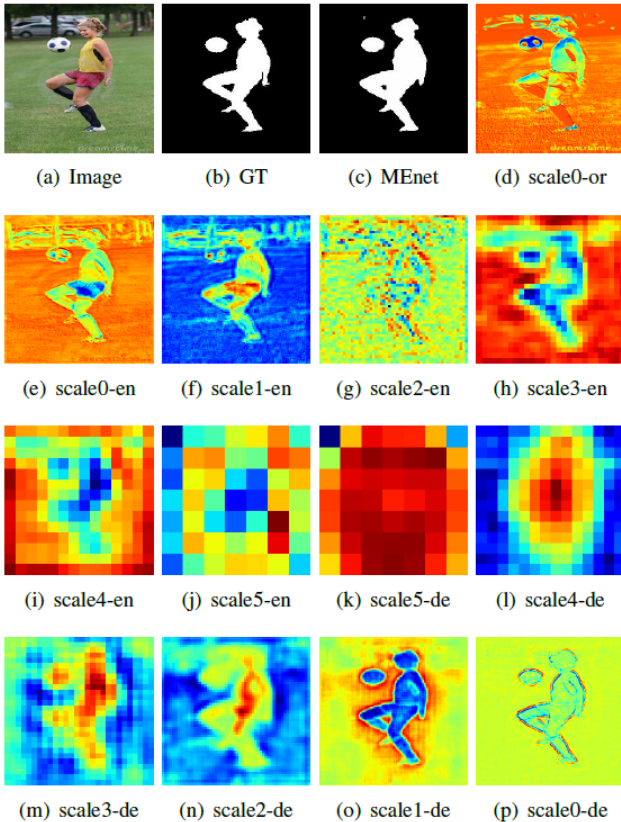 (a) Image
(b) GT
(c) MEnet
(d) scale0-or
(e) scale0-en
(f) scale1-en
(g) scale2-en
(h) scale3-en
(i) scale4-en
(j) scale5-en
(k) scale5-de
(l) scale4-de
(m) scale3-de
(n) scale2-de
(o) scale1-de
(p) scale0-de